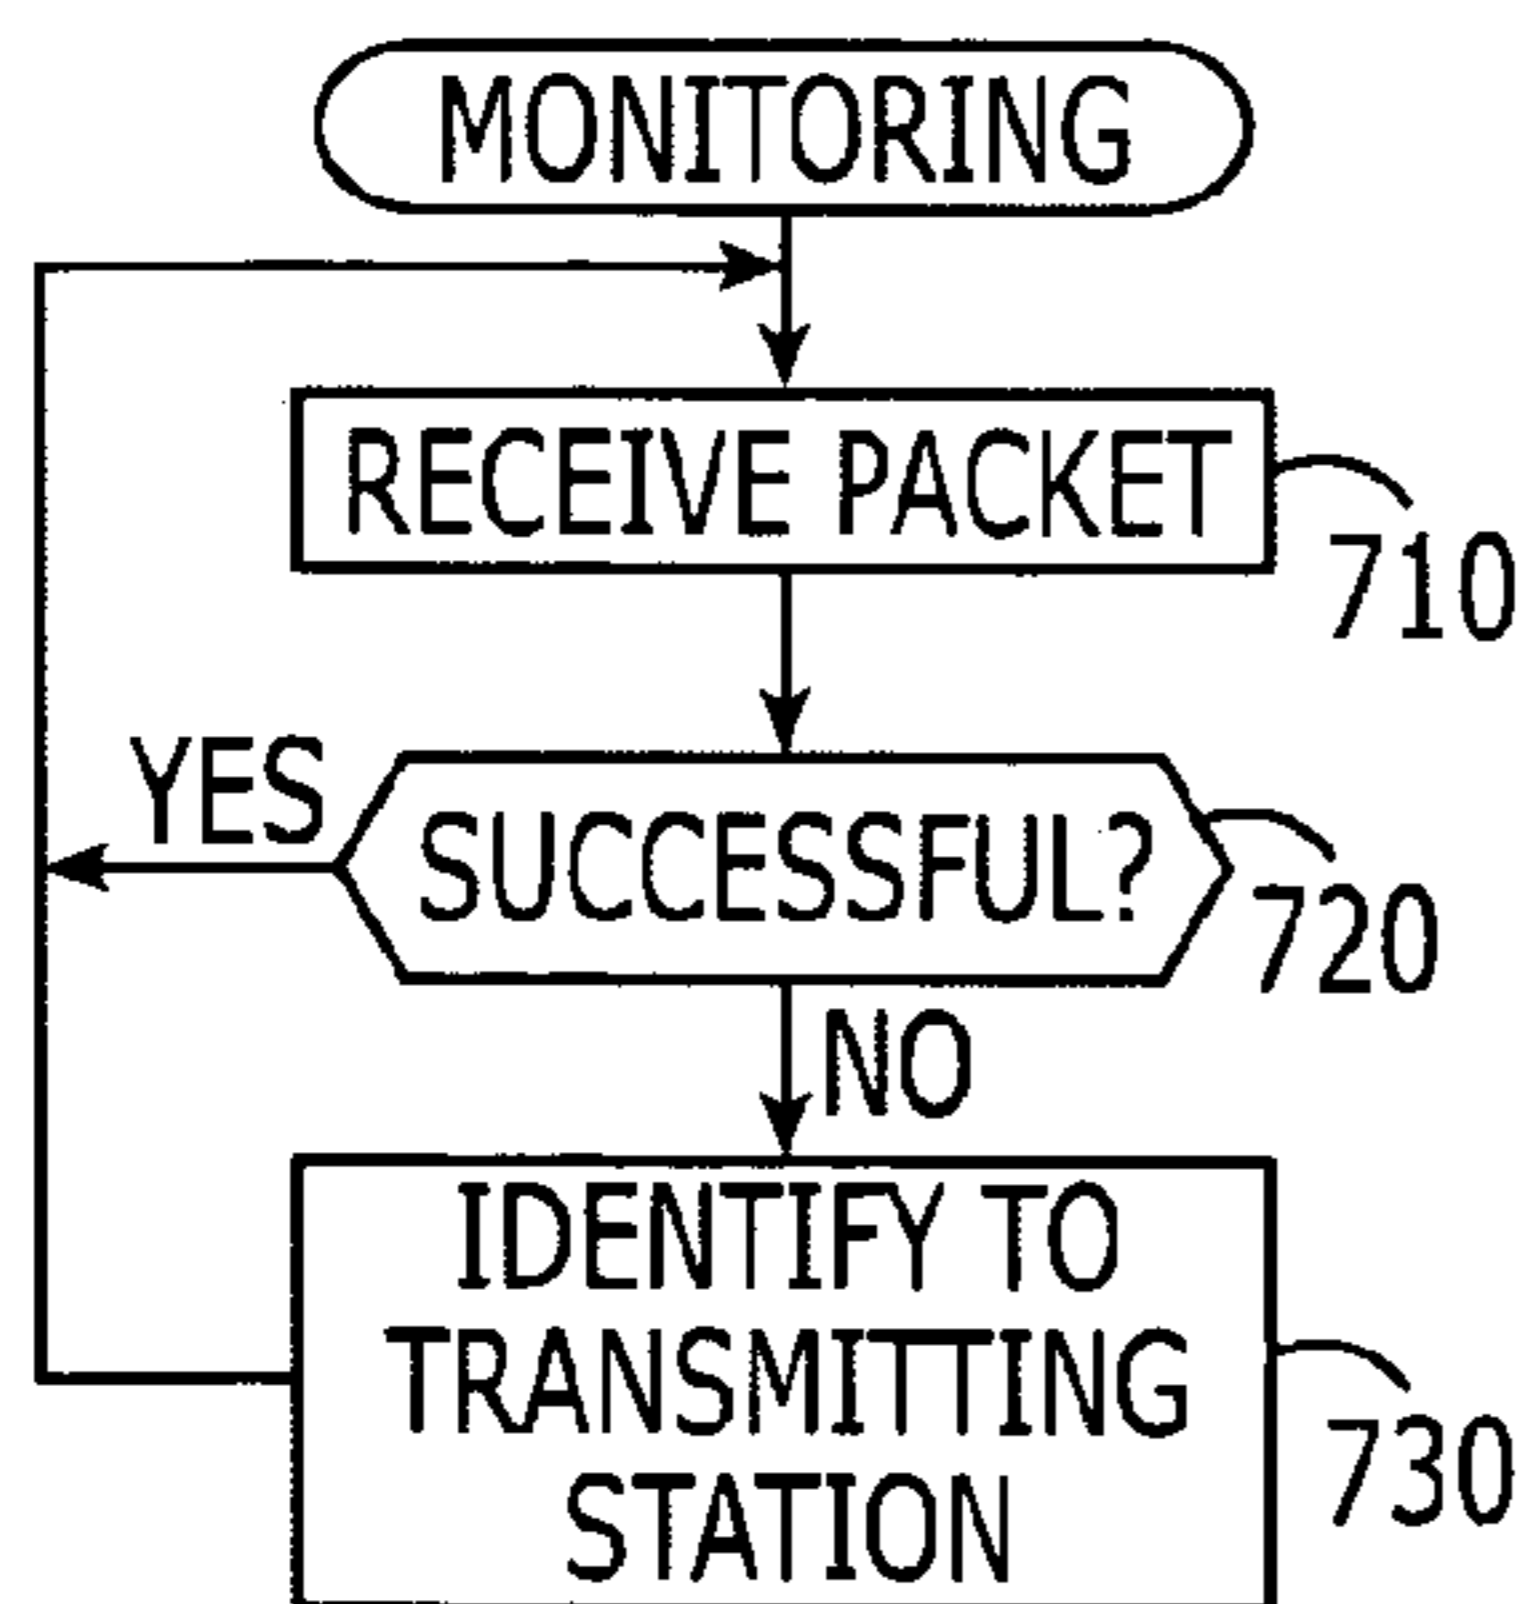 MONITORING
RECEIVE PACKET
710
YES
SUCCESSFUL?
720
NO
IDENTIFY TO
TRANSMITTING
STATION
730